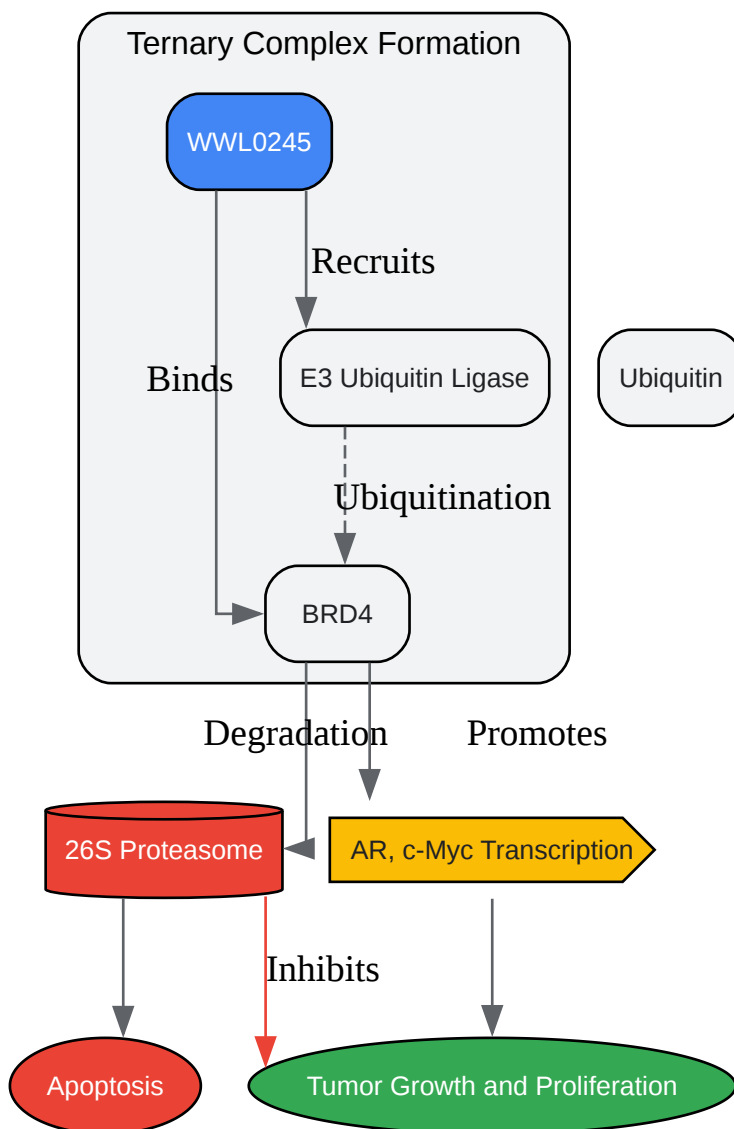 Ternary Complex Formation
WWL0245
Recruits
Binds
E3 Ubiquitin Ligase
Ubiquitin
Ubiquitination
BRD4
Degradation
Promotes
26S Proteasome
AR, c-Myc Transcription
Inhibits
Apoptosis
Tumor Growth and Proliferation